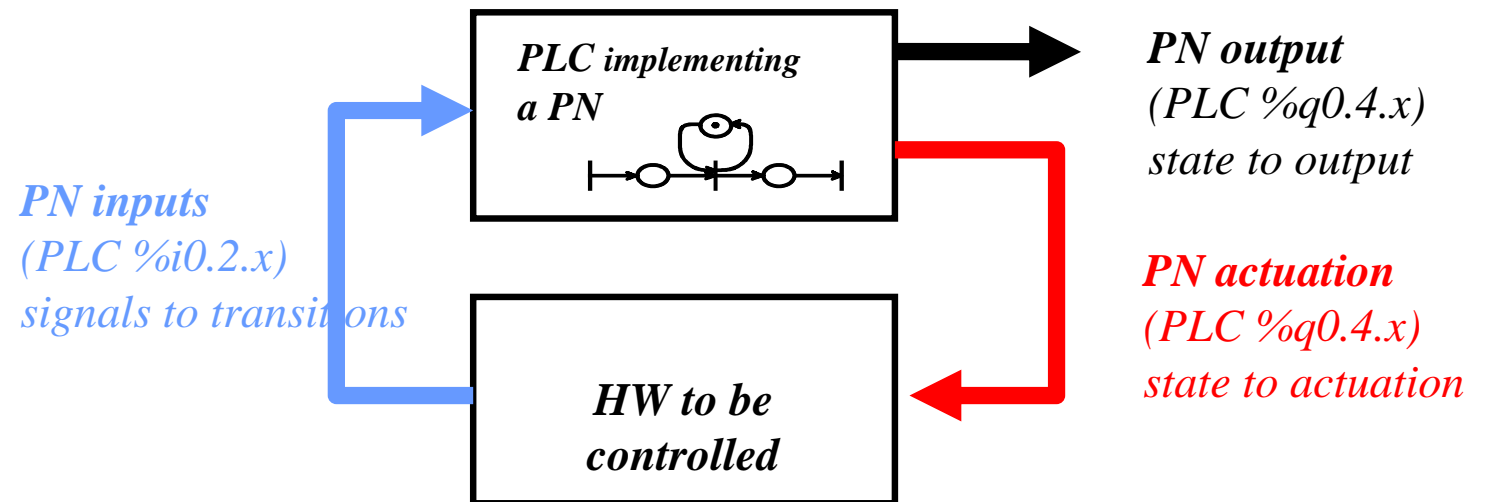 PLC implementing
a PN
PN output
(PLC %q0.4.x)
state to output
PN inputs
(PLC %i0.2.x)
signals to transitions
PN actuation
(PLC %q0.4.x)
state to actuation
HW to be
controlled